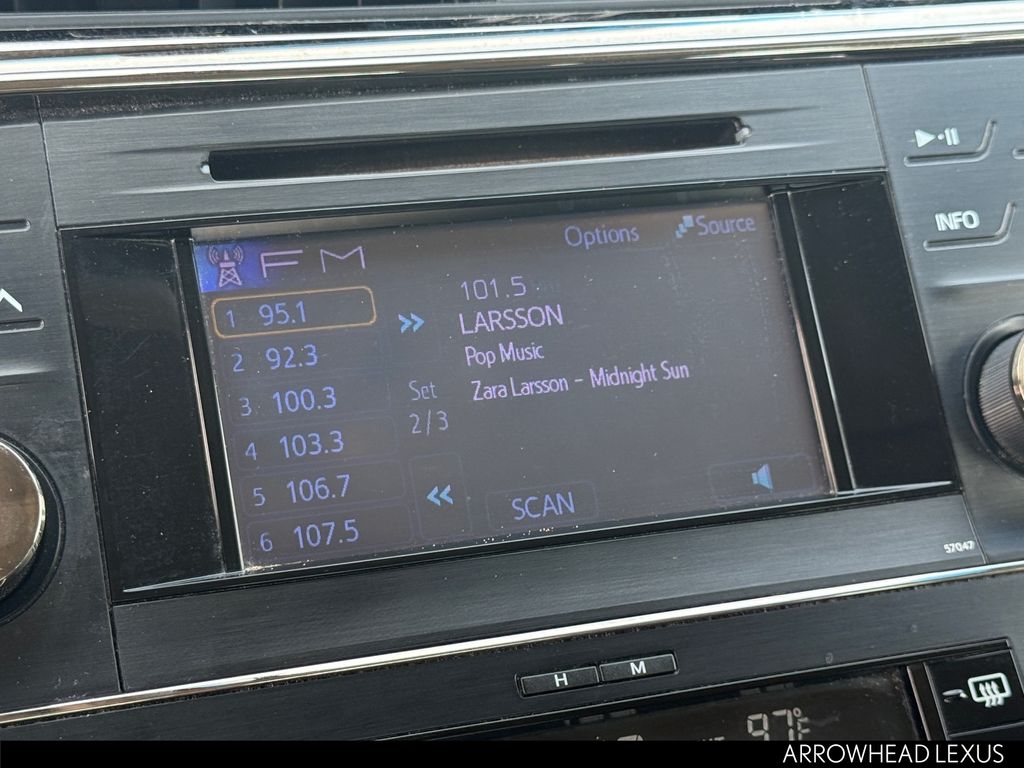 FM
Options
Source
INFO
1 95.1
101.5
LARSSON
2 92.3
Pop Music
3 100.3
Set
Zara Larsson - Midnight Sun
2/3
4 103.3
5 106.7
SCAN
6 107.5
57047
H
M
97°F
ARROWHEAD LEXUS